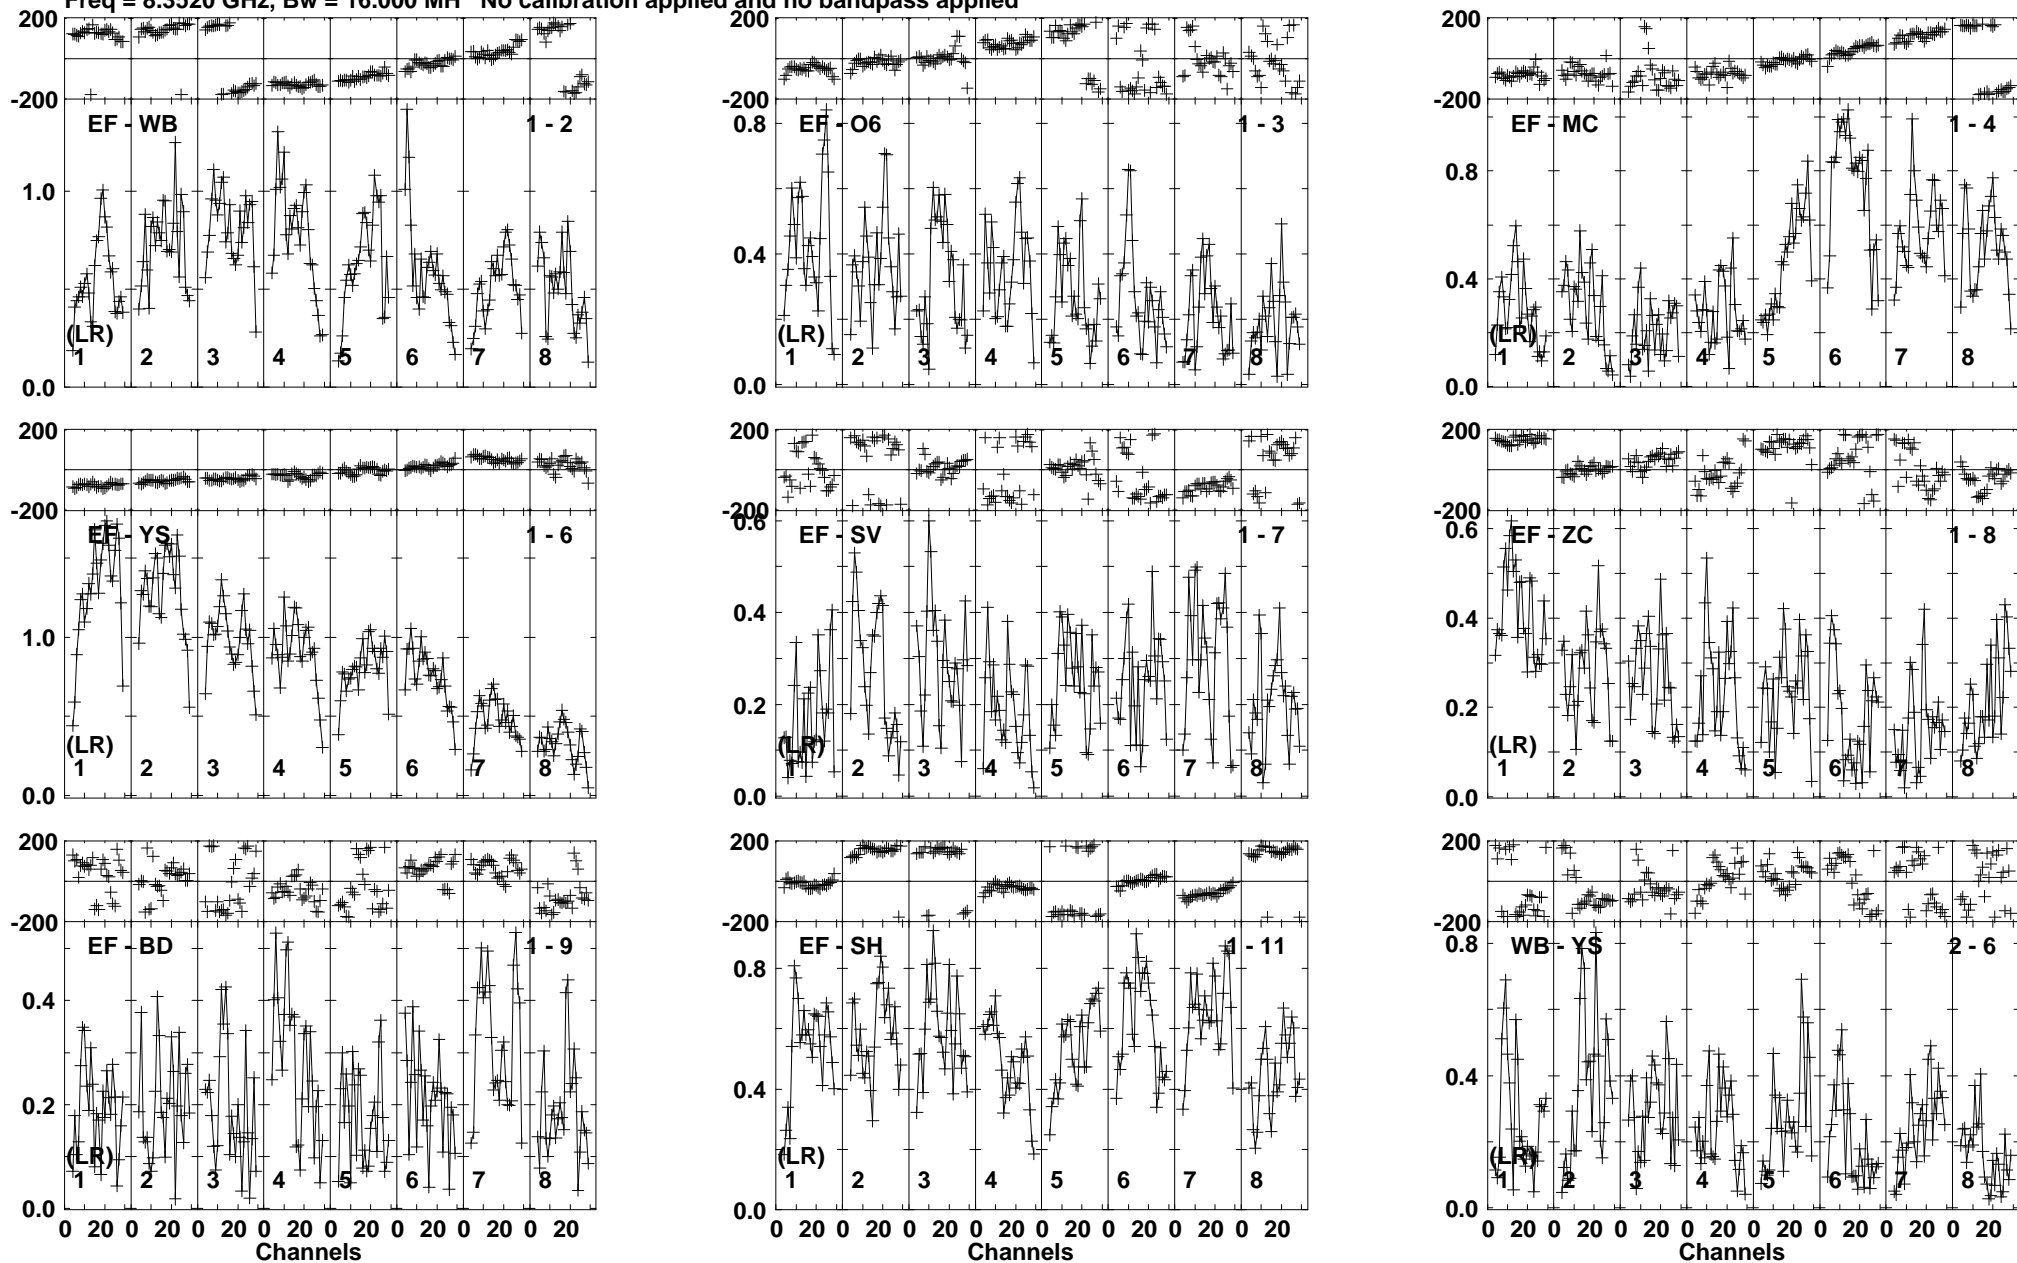 Freq = 8.3520 GHz, Bw = 16.000 MH No calibration applied and no bandpass applied
200 200 200
-200 -200 -200
EF - WB 1 - 2 EF - O6 1 - 3 EF - MC 1 - 4
1.0 0.8 0.8
0.4 0.4
(LR) (LR) (LR)
1 2 3 4 5 6 7 8 1 2 3 4 5 6 7 8 1 2 3 4 5 6 7 8
0.0 0.0 0.0
200 200 200
-200 -200 -200
EF - YS 1 - 6 0.6 EF - SV 1 - 7 0.6 EF - ZC 1 - 8
1.0 0.4 0.4
0.2 0.2
(LR) (LR) (LR)
1 2 3 4 5 6 7 8 1 2 3 4 5 6 7 8 1 2 3 4 5 6 7 8
0.0 0.0 0.0
200 200 200
-200 -200 -200
EF - BD 1 - 9 EF - SH 1 - 11 WB - YS 2 - 6
0.4 0.8 0.8
0.2 0.4 0.4
(LR) (LR) (LR)
1 2 3 4 5 6 7 8 1 2 3 4 5 6 7 8 1 2 3 4 5 6 7 8
0.0 0.0 0.0
0 20 0 20 0 20 0 20 0 20 0 20 0 20 0 20 0 20 0 20 0 20 0 20 0 20 0 20 0 20 0 20 0 20 0 20 0 20 0 20 0 20 0 20 0 20 0 20
Channels Channels Channels